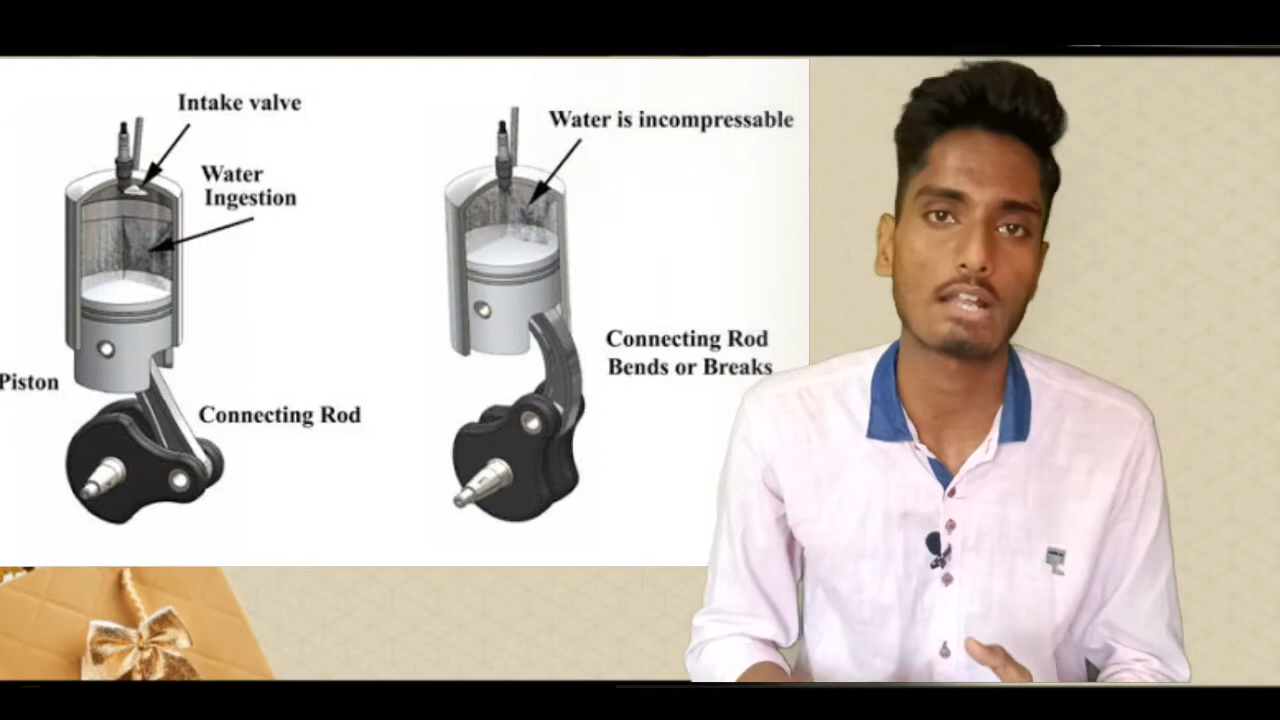 Intake valve
Water
Ingestion
Piston
Connecting Rod
Water is incompressable
Connecting Rod
Bends or Breaks